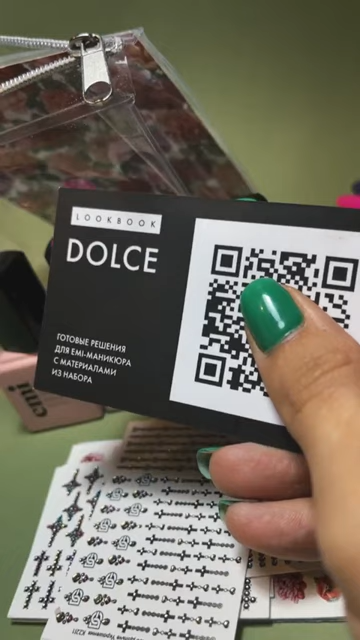 LOOKBOOK
DOLCE
ГОТОВЫЕ РЕШЕНИЯ
ДЛЯ EMI-МАНИКЮРА
С МАТЕРИАЛАМИ
ИЗ НАБОРА
emi